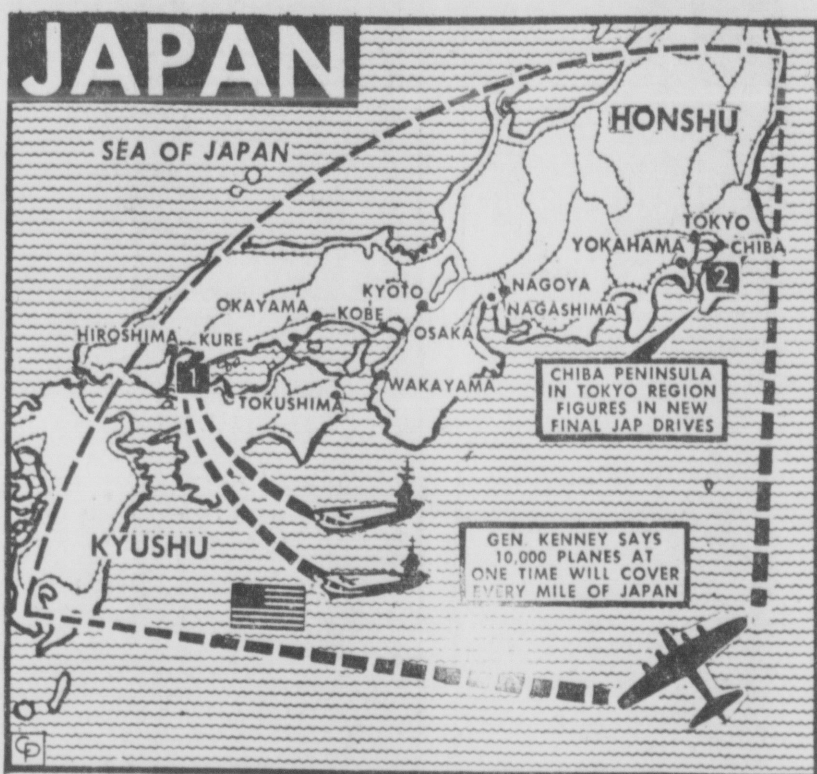 JAPAN
SEA OF JAPAN
HONSHU
TOKYO
YOKAHAMA
CHIBA
2
NAGOYA
NAGASHIMA
KYOTO
OKAYAMA
KOBE
OSAKA
HIROSHIMA
KURE
1
WAKAYAMA
TOKUSHIMA
CHIBA PENINSULA
IN TOKYO REGION
FIGURES IN NEW
FINAL JAP DRIVES
KYUSHU
GEN. KENNEY SAYS
10,000 PLANES AT
ONE TIME WILL COVER
EVERY MILE OF JAPAN
CP